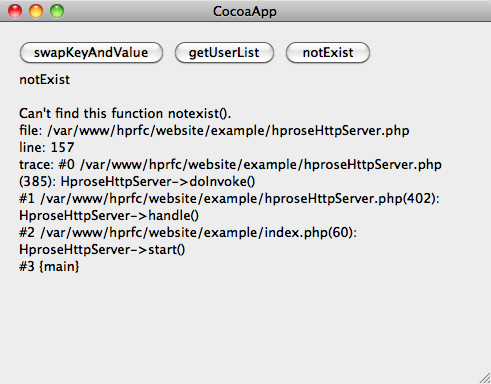 CocoaApp
swapKeyAndValue getUserList notExist
notExist
Can't find this function notexist().
file: /var/www/hprfc/website/example/hproseHttpServer.php
line: 157
trace: #0 /var/www/hprfc/website/example/hproseHttpServer.php
(385): HproseHttpServer->doInvoke()
#1 /var/www/hprfc/website/example/hproseHttpServer.php(402):
HproseHttpServer->handle()
#2 /var/www/hprfc/website/example/index.php(60):
HproseHttpServer->start()
#3 {main}